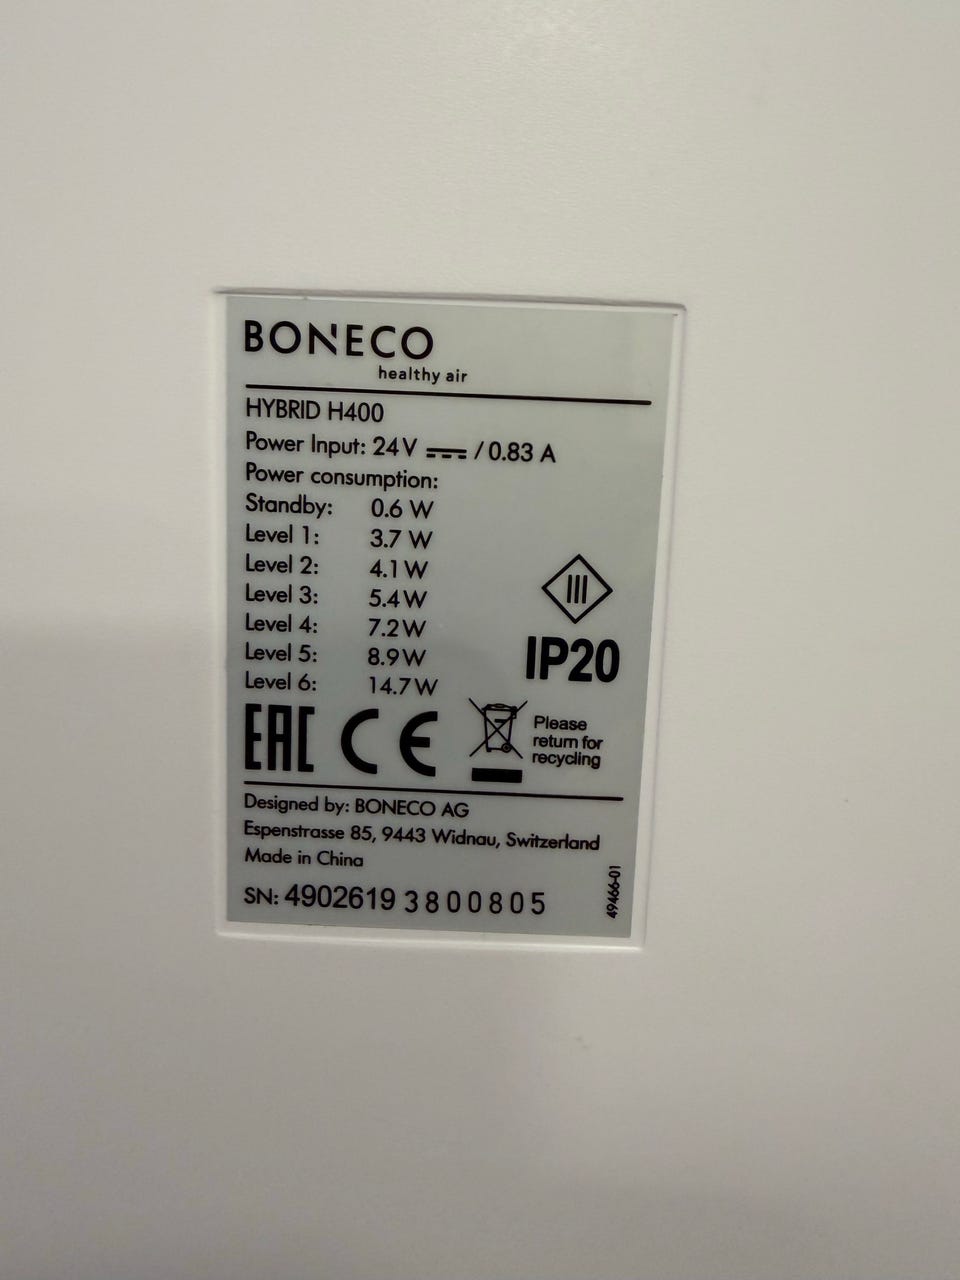 BONECO
healthy air
HYBRID H400
Power Input: 24V ⎓ / 0.83 A
Power consumption:
Standby: 0.6 W
Level 1: 3.7 W
Level 2: 4.1 W
Level 3: 5.4 W
Level 4: 7.2 W
Level 5: 8.9 W
Level 6: 14.7 W
III
IP20
EAC CE
Please
return for
recycling
Designed by: BONECO AG
Espenstrasse 85, 9443 Widnau, Switzerland
Made in China
SN: 4902619 3800805
49466-01